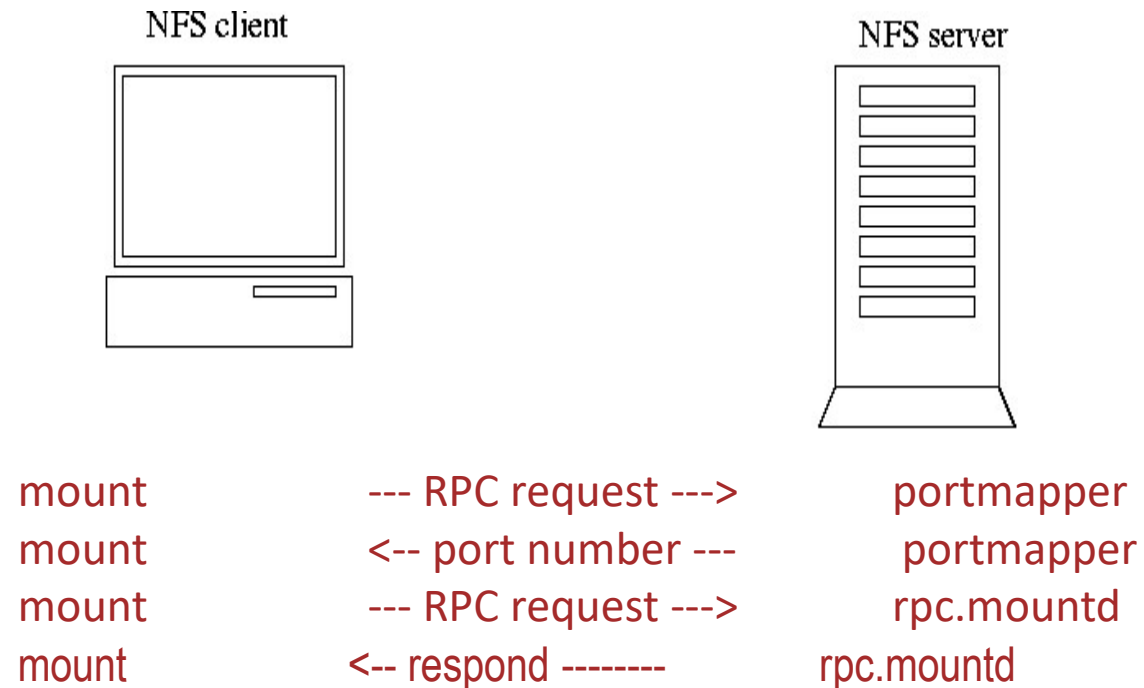 NFS client
NFS server
mount --- RPC request ---> portmapper
mount <-- port number --- portmapper
mount --- RPC request ---> rpc.mountd
mount <-- respond -------- rpc.mountd